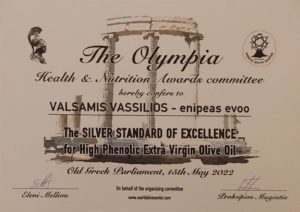 The Olympia
Health & Nutrition Awards committee
hereby confers to
VALSAMIS VASSILIOS - enipeas evoo
The SILVER STANDARD OF EXCELLENCE
for High Phenolic Extra Virgin Olive Oil
Old Greek Parliament, 15th May 2022
Eleni Melliou
On behalf of the organizing committee
Prokopios Magiatis